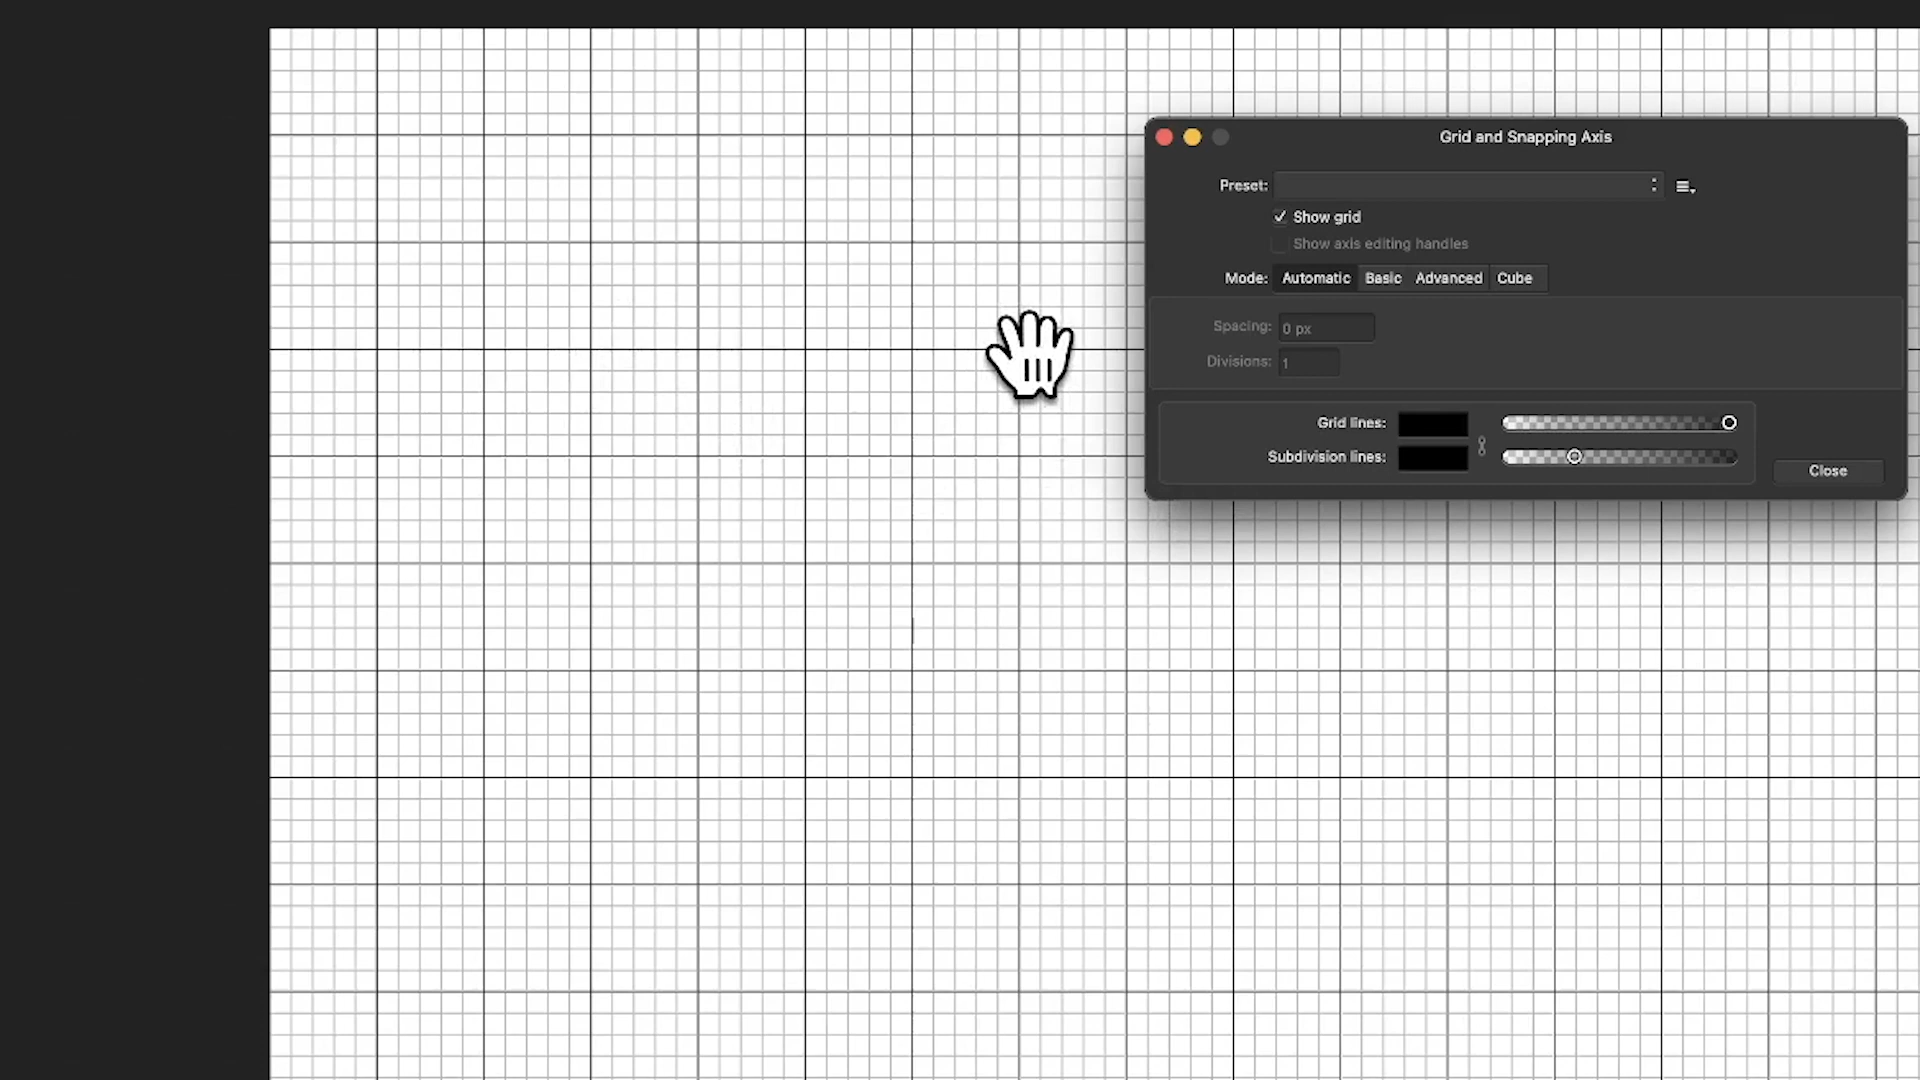 Grid and Snapping Axis
Preset:
Show grid
Show axis editing handles
Mode: Automatic Basic Advanced Cube
Spacing: 0 px
Divisions: 1
Grid lines:
Subdivision lines:
Close